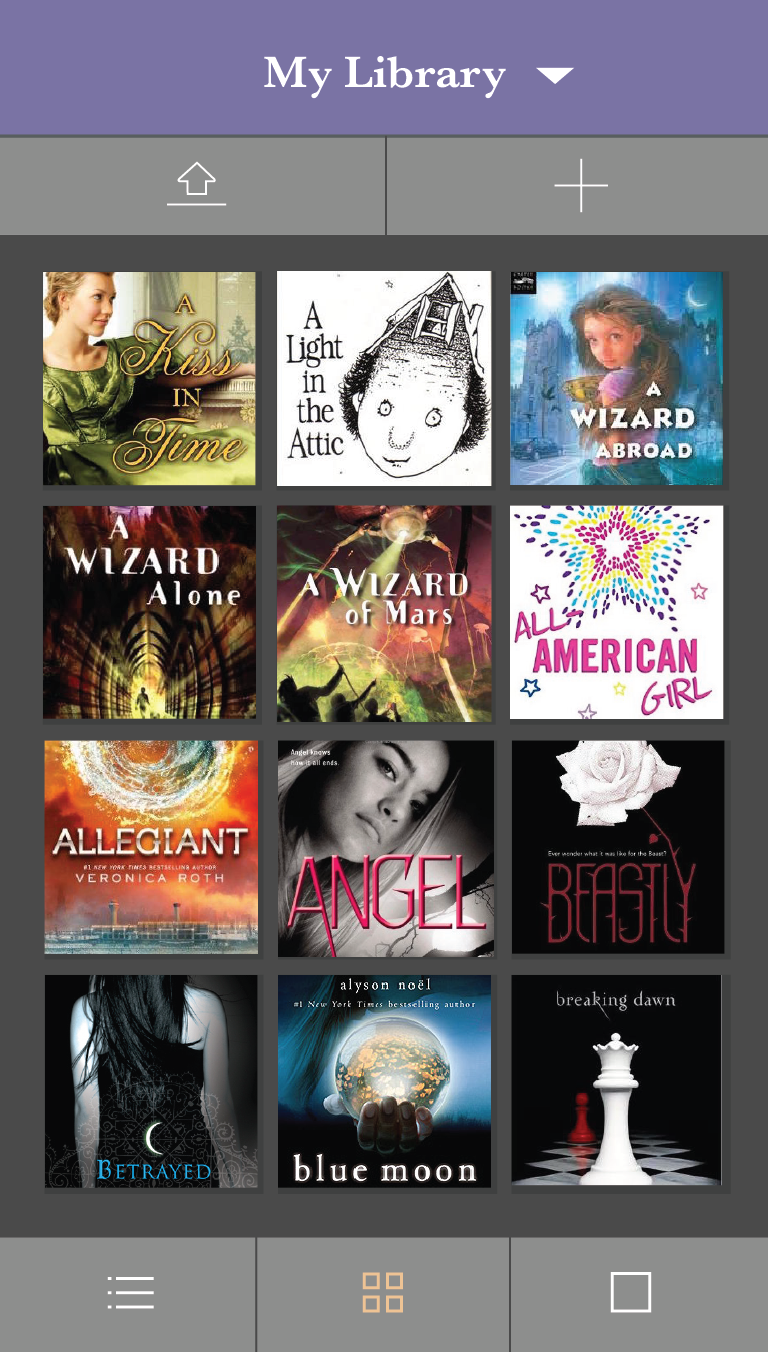 My Library
A
Kiss
IN
Time
A
Light
in
the
Attic
A
WIZARD
ABROAD
A
WIZARD
Alone
A WIZARD
of Mars
ALL-
AMERICAN
GIRL
ALLEGIANT
#1 NEW YORK TIMES BESTSELLING AUTHOR
VERONICA ROTH
Angel knows
how it all ends.
ANGEL
Ever wonder what it was like for the Beast?
BEASTLY
BETRAYED
alyson noël
#1 New York Times bestselling author
blue moon
breaking dawn